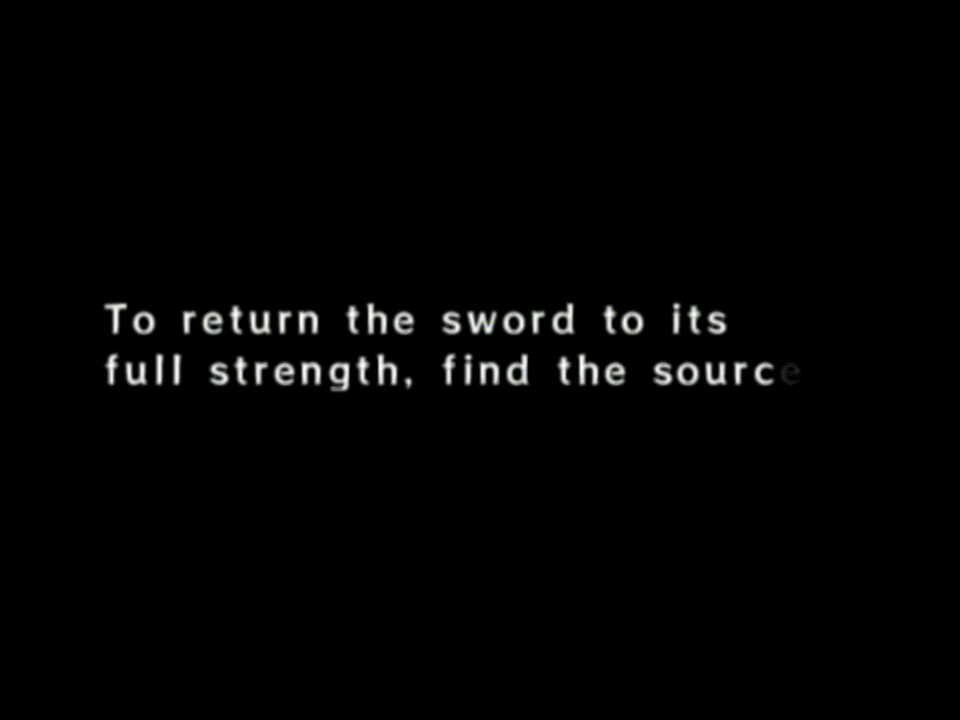 To return the sword to its
full strength, find the source